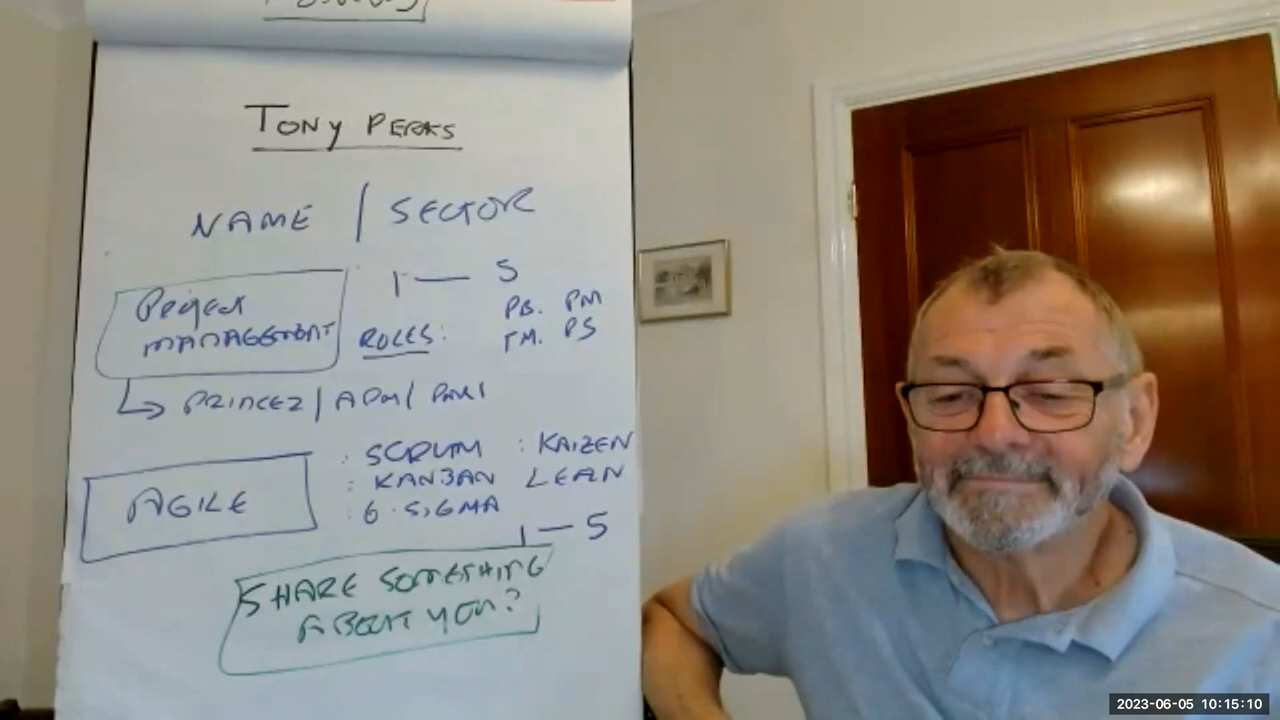 TONY PERKS
NAME / SECTOR
1 — 5
Project
MANAGEMENT
ROLES:
PB. PM
TM. PS
PRINCE2 / APM / PMI
AGILE
: SCRUM : KAIZEN
: KANBAN LEAN
: 6 SIGMA
1 — 5
SHARE SOMETHING
ABOUT YOU?
2023-06-05 10:15:10